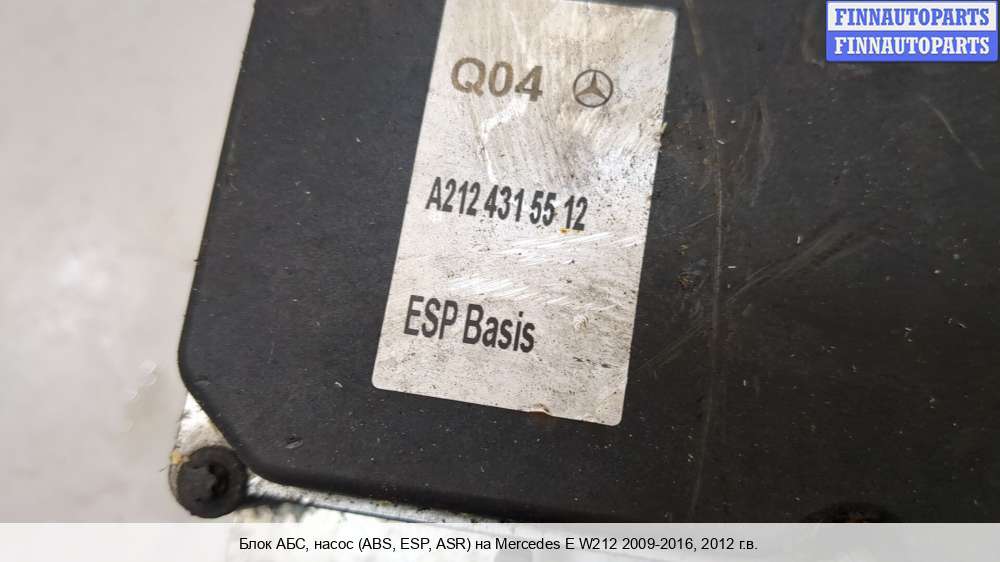 FINNAUTOPARTS
FINNAUTOPARTS
Q04
A212 431 55 12
ESP Basis
Блок АБС, насос (ABS, ESP, ASR) на Mercedes E W212 2009-2016, 2012 г.в.